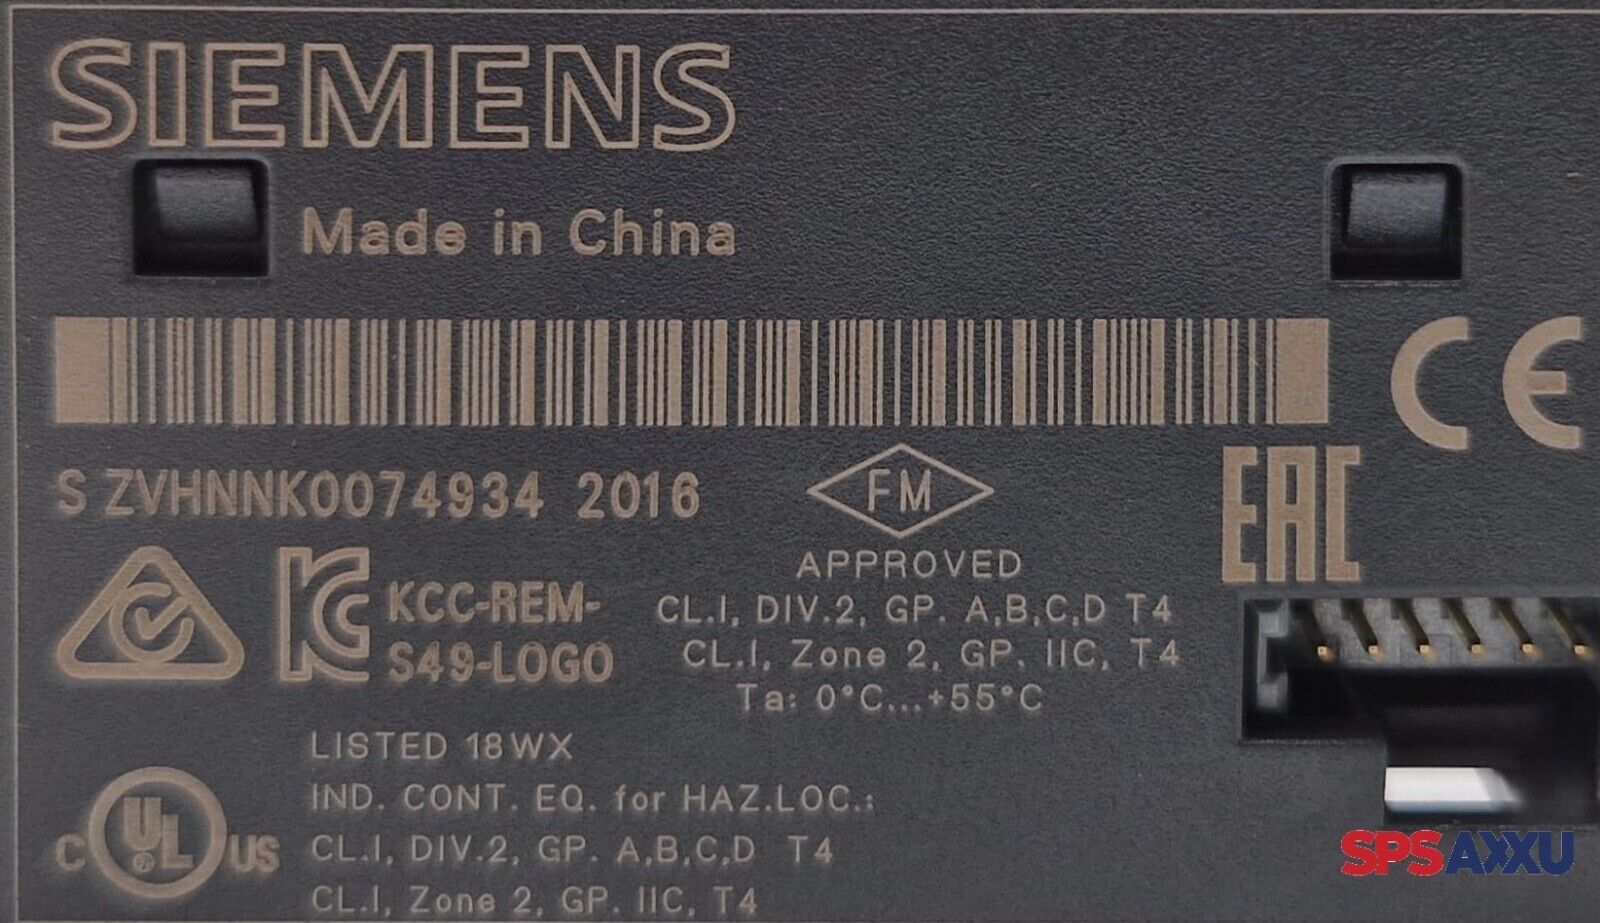 SIEMENS
Made in China
CE
S ZVHNNK0074934 2016
FM
EAC
APPROVED
KC
KCC-REM-
S49-LOGO
CL.I, DIV.2, GP. A,B,C,D T4
CL.I, Zone 2, GP. IIC, T4
Ta: 0°C...+55°C
LISTED 18WX
IND. CONT. EQ. for HAZ.LOC.:
C UL ® US
CL.I, DIV.2, GP. A,B,C,D T4
CL.I, Zone 2, GP. IIC, T4
SPSAXXU